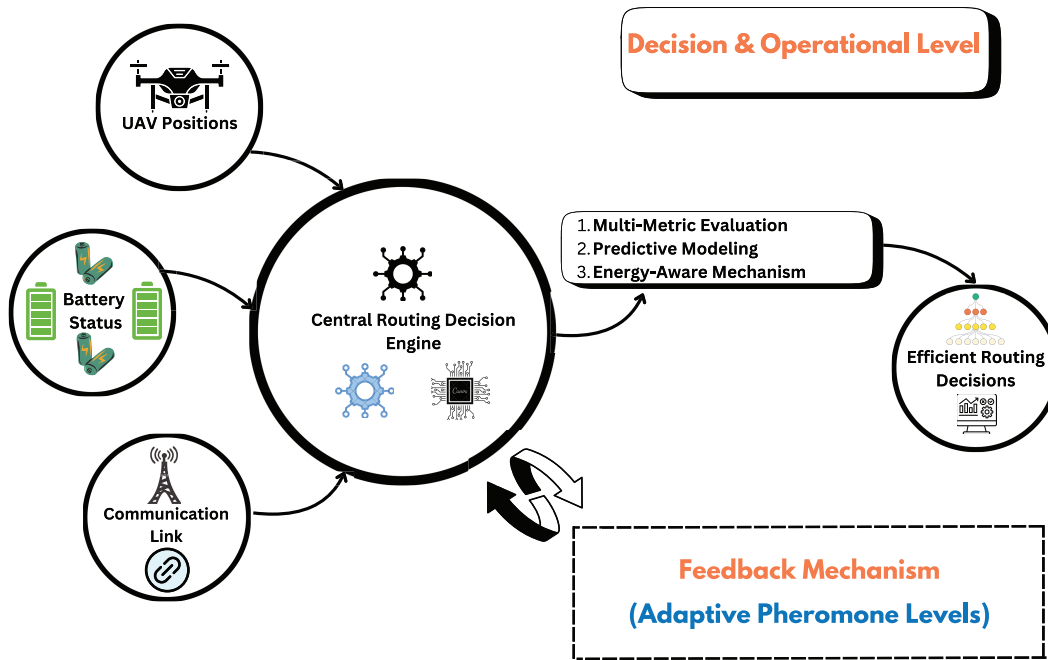 Decision & Operational Level
UAV Positions
1. Multi-Metric Evaluation
2. Predictive Modeling
3. Energy-Aware Mechanism
Battery
Status
Central Routing Decision
Engine
Canva
Efficient Routing
Decisions
Communication
Link
Feedback Mechanism
(Adaptive Pheromone Levels)